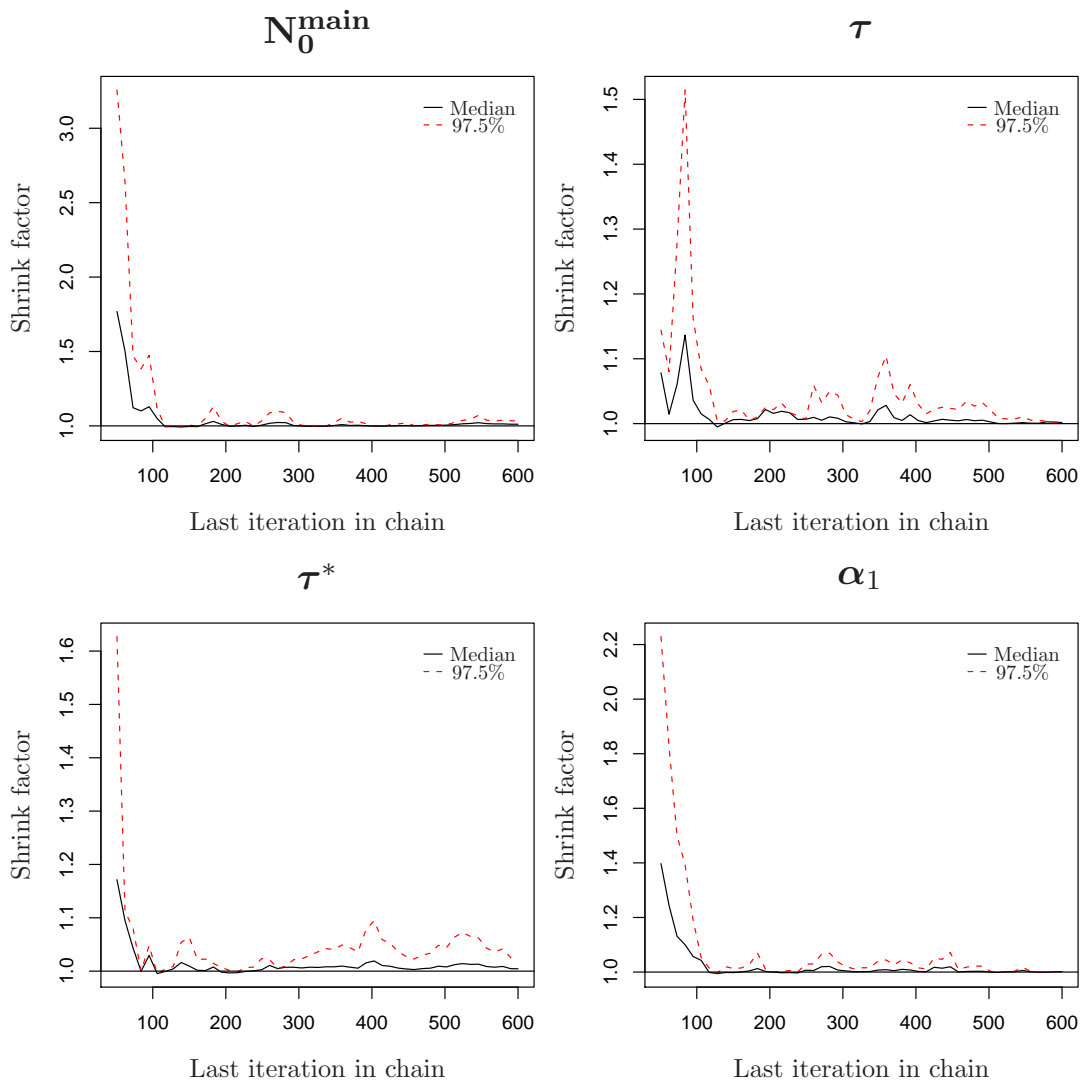 N₀^main
Shrink factor
3.0
2.5
2.0
1.5
1.0
Median
97.5%
100 200 300 400 500 600
Last iteration in chain
τ
Shrink factor
1.5
1.4
1.3
1.2
1.1
1.0
Median
97.5%
100 200 300 400 500 600
Last iteration in chain
τ*
Shrink factor
1.6
1.5
1.4
1.3
1.2
1.1
1.0
Median
97.5%
100 200 300 400 500 600
Last iteration in chain
α₁
Shrink factor
2.2
2.0
1.8
1.6
1.4
1.2
1.0
Median
97.5%
100 200 300 400 500 600
Last iteration in chain